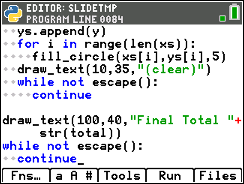 EDITOR: SLIDETMP
PROGRAM LINE 0084
ys.append(y)
for i in range(len(xs)):
fill_circle(xs[i],ys[i],5)
draw_text(10,35,"(clear)")
while not escape():
continue
draw_text(100,40,"Final Total "+
str(total))
while not escape():
continue_
Fns…
a A #
Tools
Run
Files